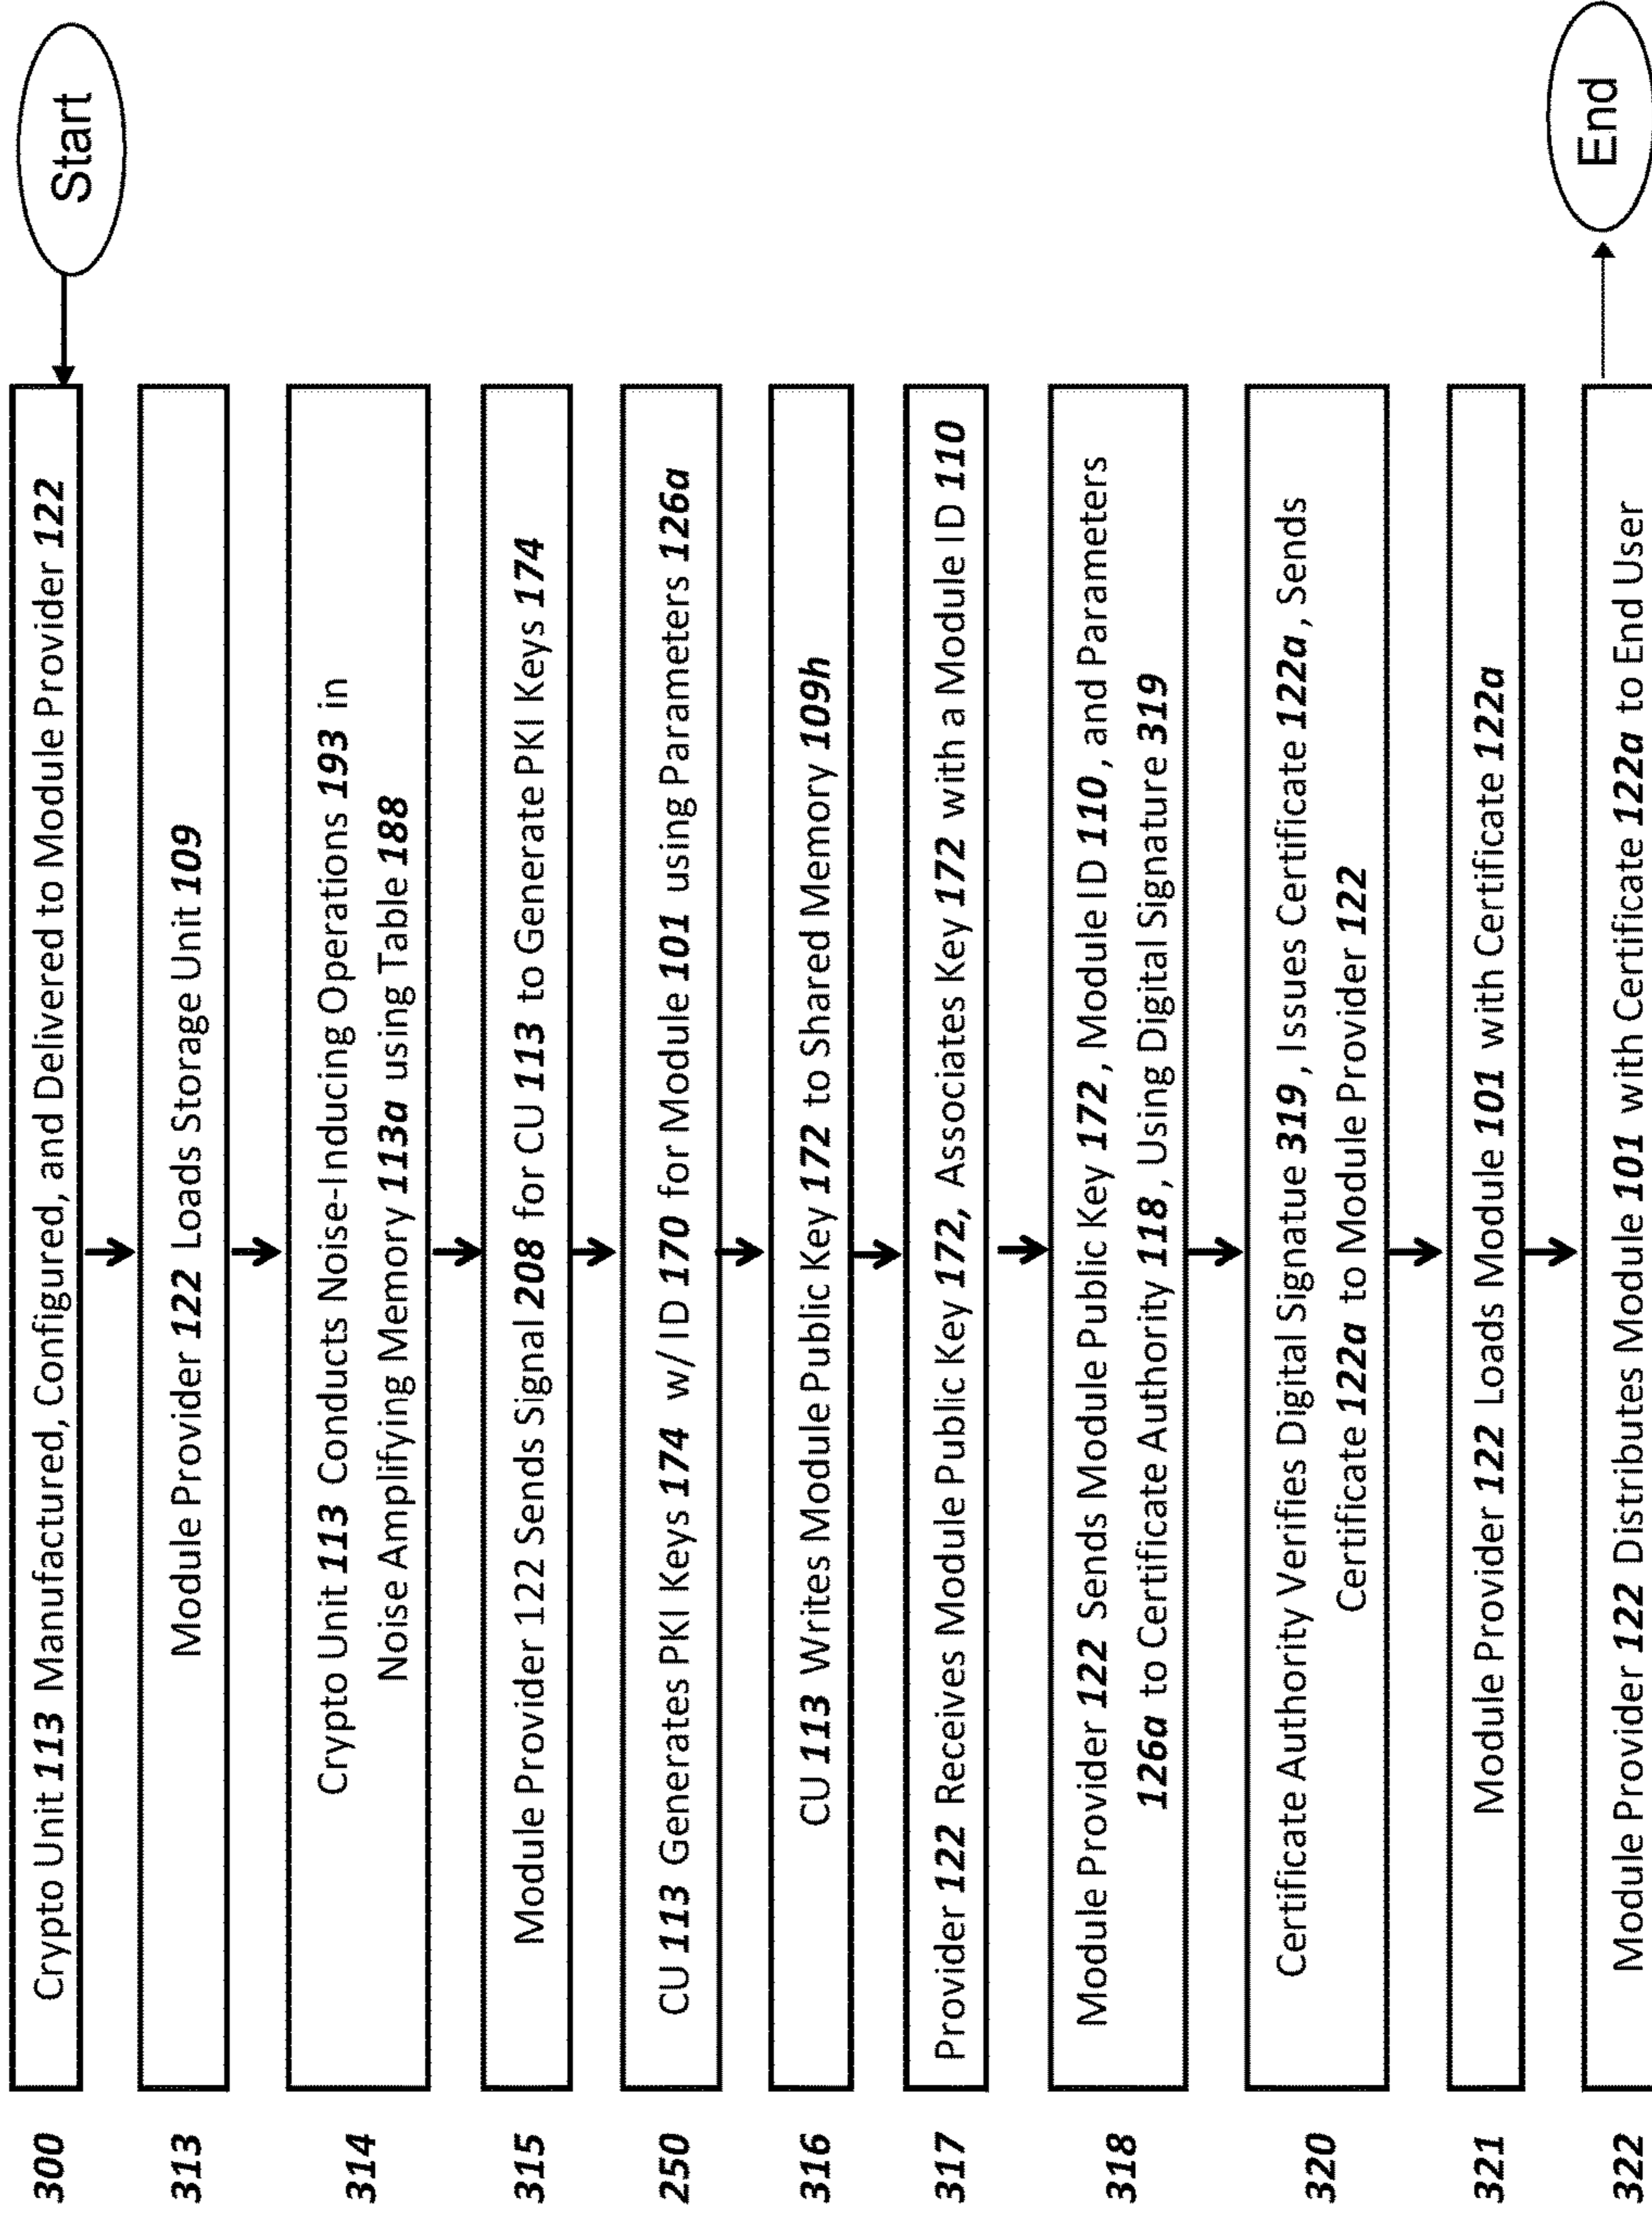 Start
300
Crypto Unit 113 Manufactured, Configured, and Delivered to Module Provider 122
313
Module Provider 122 Loads Storage Unit 109
314
Crypto Unit 113 Conducts Noise-Inducing Operations 193 in
Noise Amplifying Memory 113a using Table 188
315
Module Provider 122 Sends Signal 208 for CU 113 to Generate PKI Keys 174
250
CU 113 Generates PKI Keys 174 w/ ID 170 for Module 101 using Parameters 126a
316
CU 113 Writes Module Public Key 172 to Shared Memory 109h
317
Provider 122 Receives Module Public Key 172, Associates Key 172 with a Module ID 110
318
Module Provider 122 Sends Module Public Key 172, Module ID 110, and Parameters
126a to Certificate Authority 118, Using Digital Signature 319
320
Certificate Authority Verifies Digital Signatue 319, Issues Certificate 122a, Sends
Certificate 122a to Module Provider 122
321
Module Provider 122 Loads Module 101 with Certificate 122a
322
Module Provider 122 Distributes Module 101 with Certificate 122a to End User
End